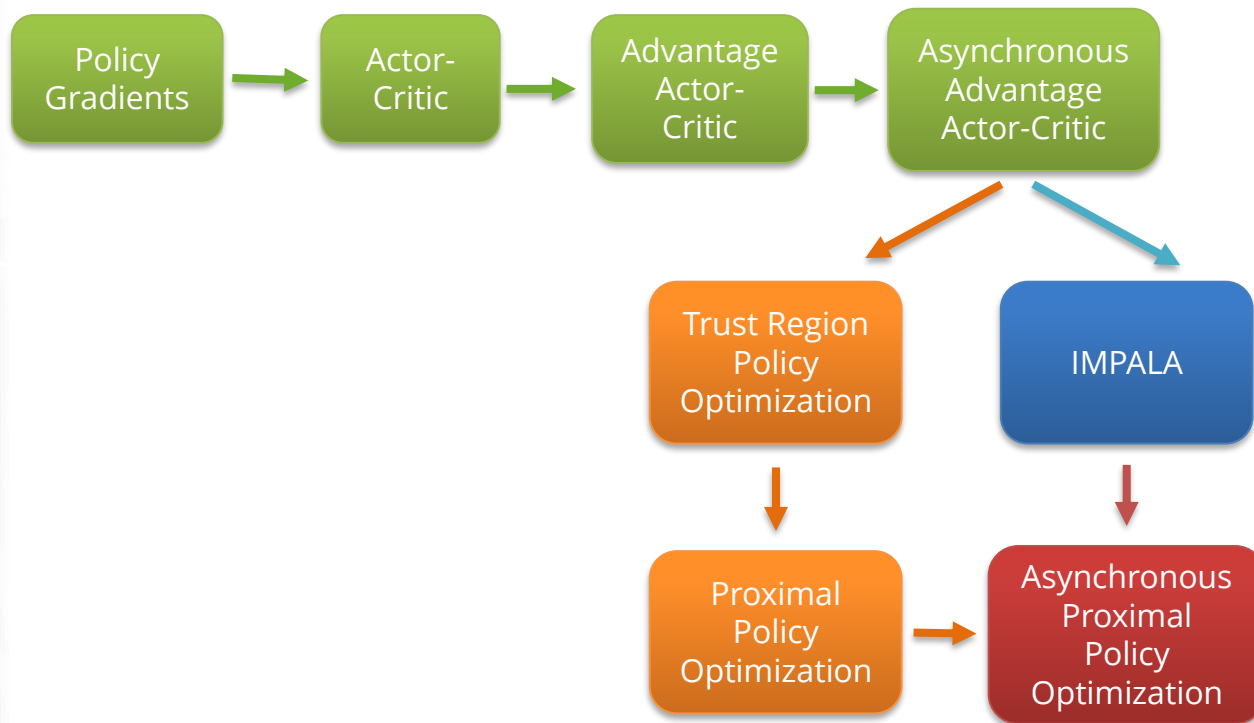 Policy
Gradients
Actor-
Critic
Advantage
Actor-
Critic
Asynchronous
Advantage
Actor-Critic
Trust Region
Policy
Optimization
IMPALA
Proximal
Policy
Optimization
Asynchronous
Proximal
Policy
Optimization